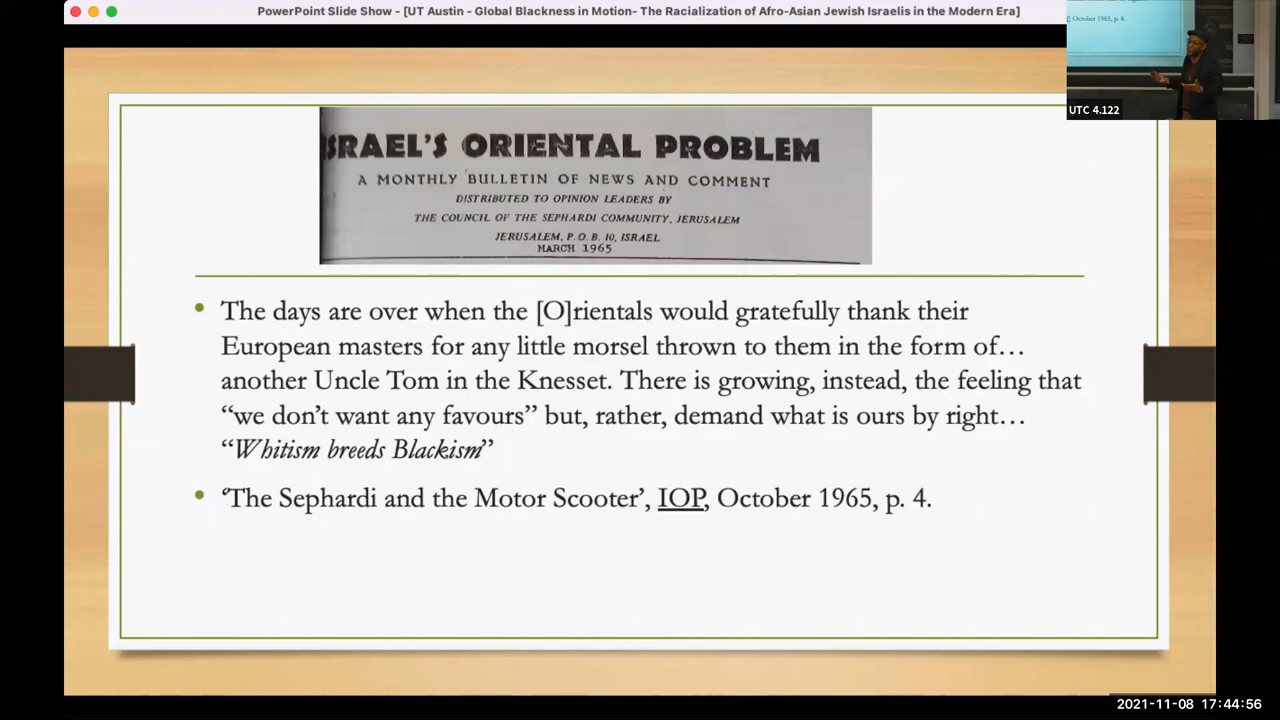 PowerPoint Slide Show - [UT Austin - Global Blackness in Motion- The Racialization of Afro-Asian Jewish Israelis in the Modern Era]
October 1965, p. 4.
UTC 4.122
ISRAEL'S ORIENTAL PROBLEM
A MONTHLY BULLETIN OF NEWS AND COMMENT
DISTRIBUTED TO OPINION LEADERS BY
THE COUNCIL OF THE SEPHARDI COMMUNITY, JERUSALEM
JERUSALEM, P.O.B. 10, ISRAEL
MARCH 1965
• The days are over when the [O]rientals would gratefully thank their
European masters for any little morsel thrown to them in the form of…
another Uncle Tom in the Knesset. There is growing, instead, the feeling that
“we don’t want any favours” but, rather, demand what is ours by right…
“Whitism breeds Blackism”
• ‘The Sephardi and the Motor Scooter’, IOP, October 1965, p. 4.
2021-11-08 17:44:56